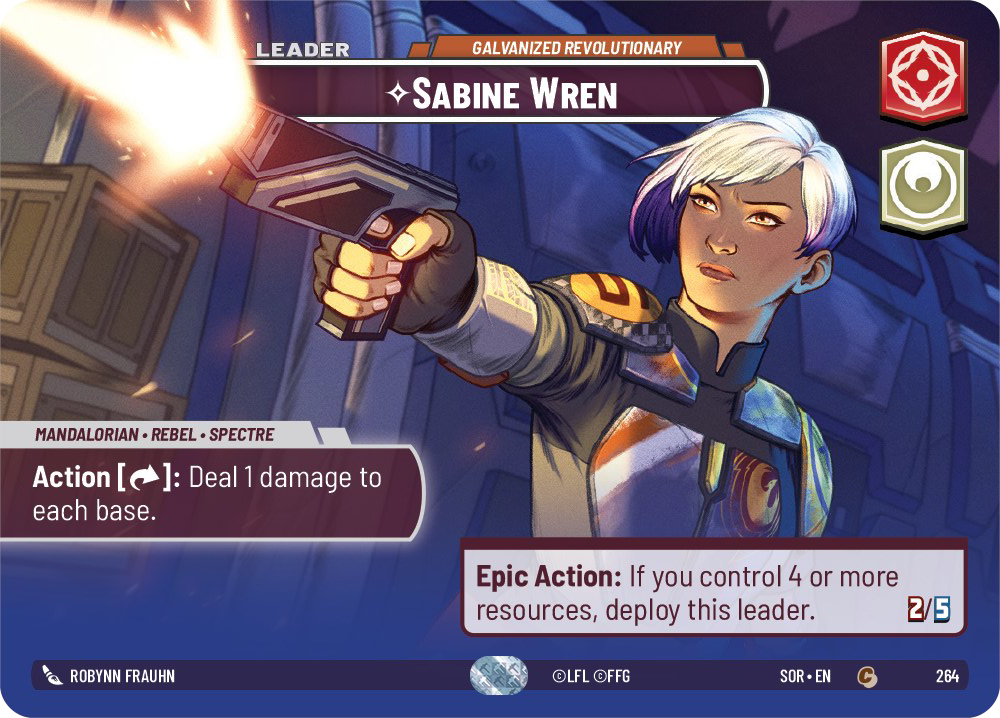 LEADER
GALVANIZED REVOLUTIONARY
SABINE WREN
MANDALORIAN • REBEL • SPECTRE
Action [ ]: Deal 1 damage to
each base.
Epic Action: If you control 4 or more
resources, deploy this leader.
2/5
ROBYNN FRAUHN
©LFL ©FFG
SOR • EN
C
264